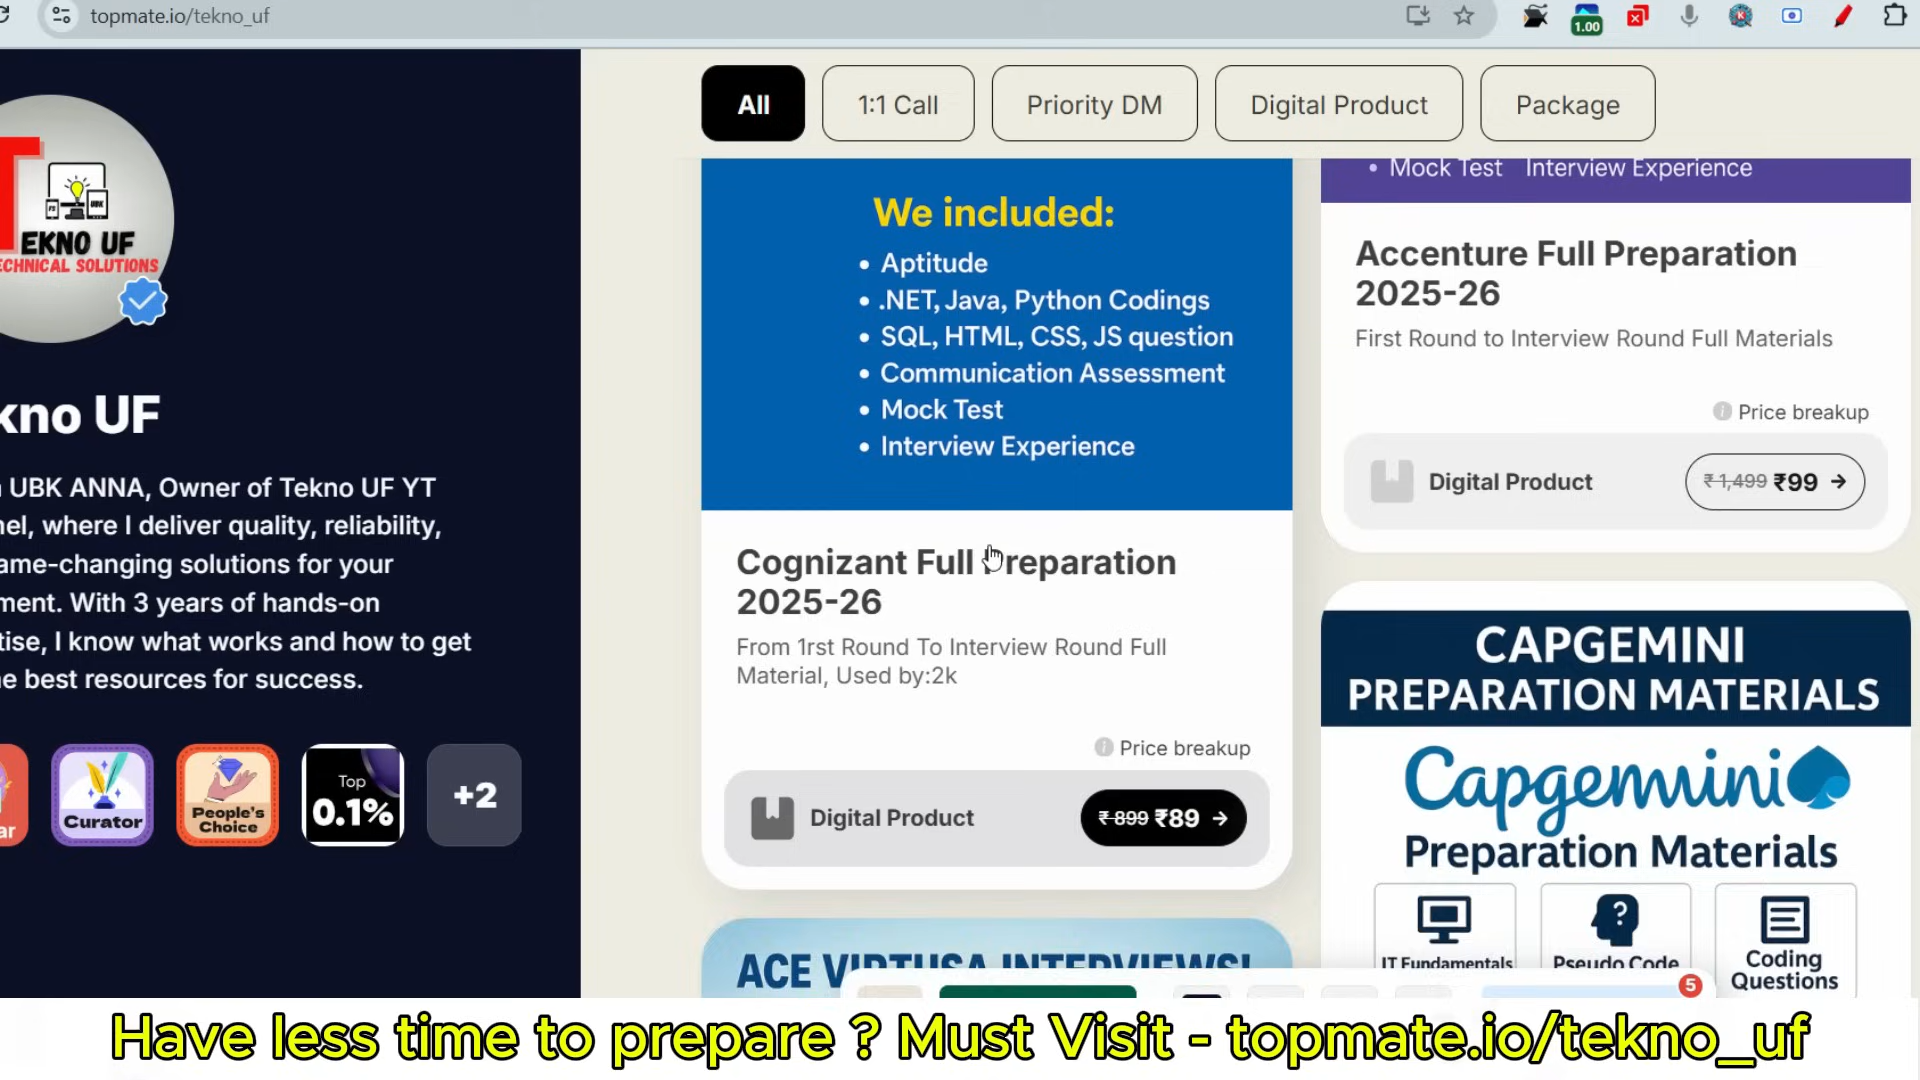 topmate.io/tekno_uf
1.00
All
1:1 Call
Priority DM
Digital Product
Package
T
EKNO UF
ECHNICAL SOLUTIONS
kno UF
UBK ANNA, Owner of Tekno UF YT
nel, where I deliver quality, reliability,
ame-changing solutions for your
ment. With 3 years of hands-on
tise, I know what works and how to get
e best resources for success.
ar
Curator
People's
Choice
Top
0.1%
+2
We included:
• Aptitude
• .NET, Java, Python Codings
• SQL, HTML, CSS, JS question
• Communication Assessment
• Mock Test
• Interview Experience
Cognizant Full Preparation
2025-26
From 1rst Round To Interview Round Full
Material, Used by:2k
Price breakup
Digital Product
₹ 899 ₹89 →
ACE VIRTUSA INTERVIEWS!
• Mock Test Interview Experience
Accenture Full Preparation
2025-26
First Round to Interview Round Full Materials
Price breakup
Digital Product
₹ 1,499 ₹99 →
CAPGEMINI
PREPARATION MATERIALS
Capgemini
Preparation Materials
IT Fundamentals
Pseudo Code
Coding
Questions
5
Have less time to prepare ? Must Visit - topmate.io/tekno_uf